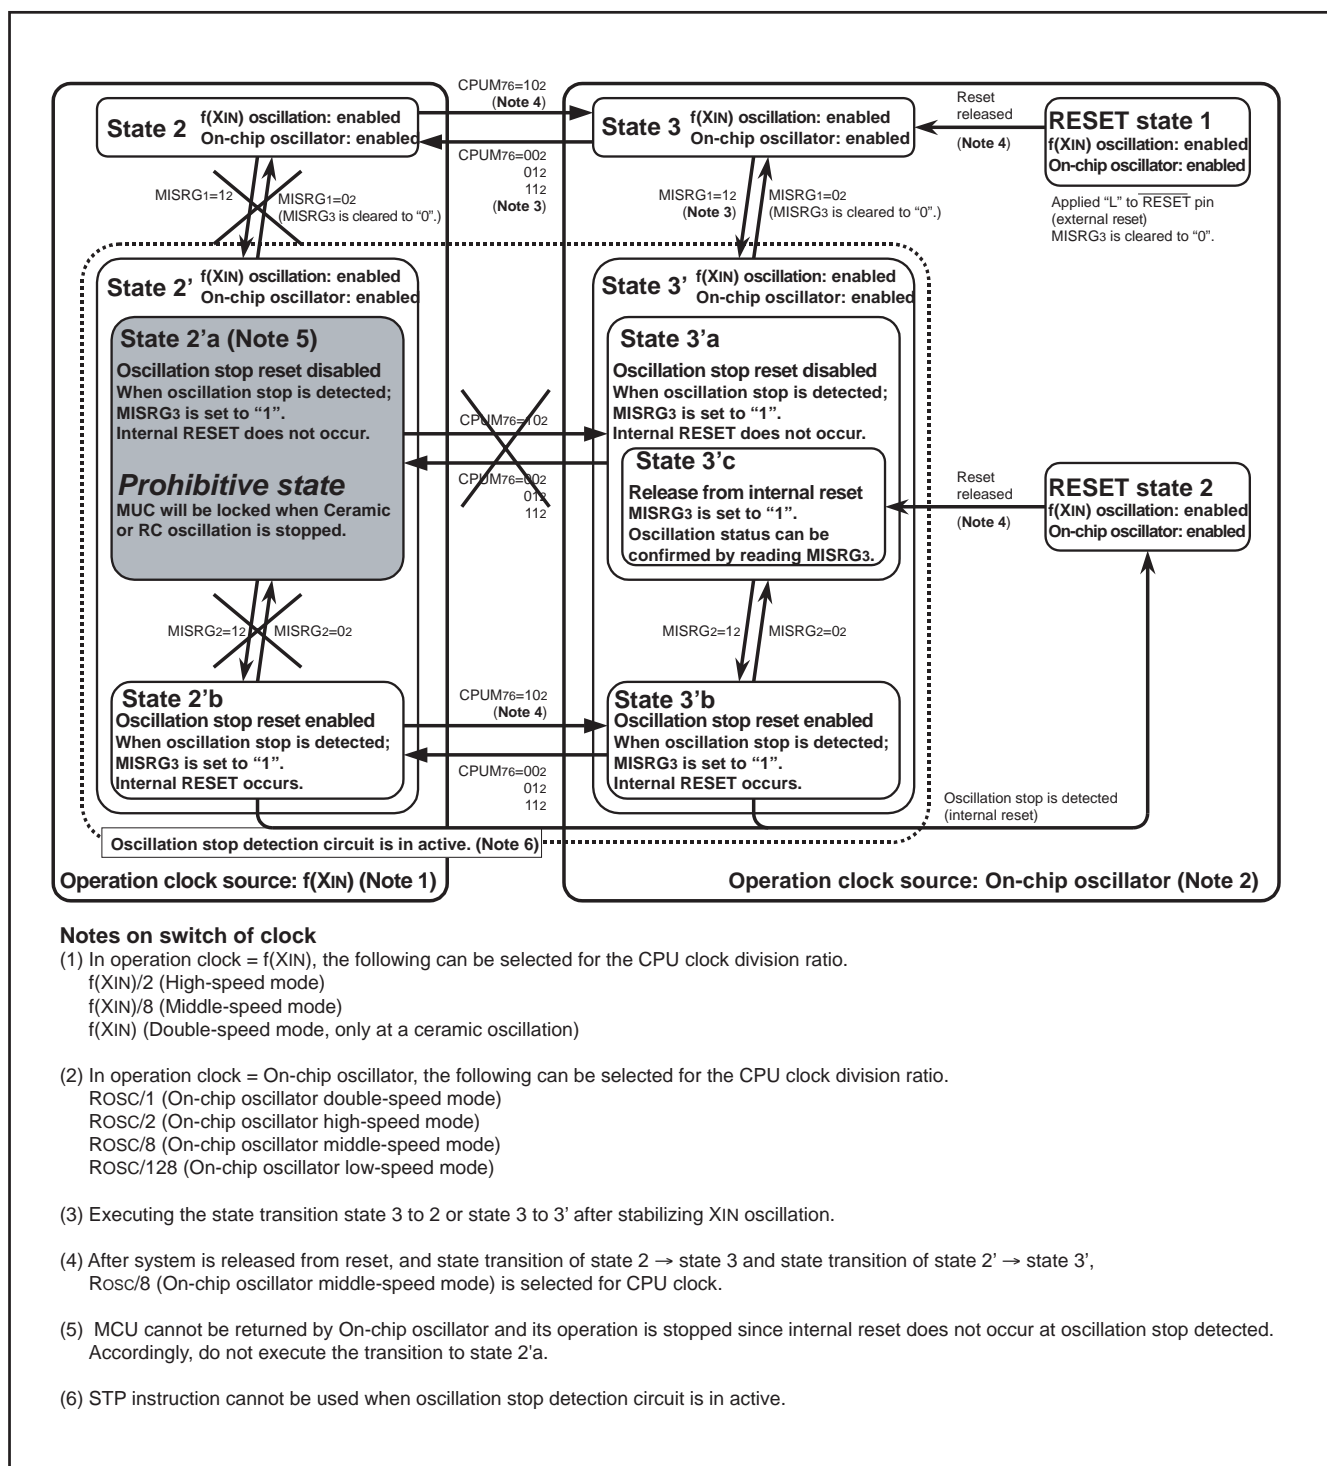 CPUM76=102
(Note 4)
State 2
f(XIN) oscillation: enabled
On-chip oscillator: enabled
State 3
f(XIN) oscillation: enabled
On-chip oscillator: enabled
Reset
released
(Note 4)
RESET state 1
f(XIN) oscillation: enabled
On-chip oscillator: enabled
CPUM76=002
012
112
(Note 3)
MISRG1=12
MISRG1=02
(MISRG3 is cleared to “0”.)
MISRG1=12
(Note 3)
MISRG1=02
(MISRG3 is cleared to “0”.)
Applied “L” to RESET pin
(external reset)
MISRG3 is cleared to “0”.
State 2'
f(XIN) oscillation: enabled
On-chip oscillator: enabled
State 3'
f(XIN) oscillation: enabled
On-chip oscillator: enabled
State 2'a (Note 5)
Oscillation stop reset disabled
When oscillation stop is detected;
MISRG3 is set to “1”.
Internal RESET does not occur.
Prohibitive state
MUC will be locked when Ceramic
or RC oscillation is stopped.
CPUM76=102
CPUM76=002
012
112
State 3'a
Oscillation stop reset disabled
When oscillation stop is detected;
MISRG3 is set to “1”.
Internal RESET does not occur.
State 3'c
Release from internal reset
MISRG3 is set to “1”.
Oscillation status can be
confirmed by reading MISRG3.
Reset
released
(Note 4)
RESET state 2
f(XIN) oscillation: enabled
On-chip oscillator: enabled
MISRG2=12
MISRG2=02
MISRG2=12
MISRG2=02
State 2'b
Oscillation stop reset enabled
When oscillation stop is detected;
MISRG3 is set to “1”.
Internal RESET occurs.
CPUM76=102
(Note 4)
CPUM76=002
012
112
State 3'b
Oscillation stop reset enabled
When oscillation stop is detected;
MISRG3 is set to “1”.
Internal RESET occurs.
Oscillation stop is detected
(internal reset)
Oscillation stop detection circuit is in active. (Note 6)
Operation clock source: f(XIN) (Note 1)
Operation clock source: On-chip oscillator (Note 2)
Notes on switch of clock
(1) In operation clock = f(XIN), the following can be selected for the CPU clock division ratio.
f(XIN)/2 (High-speed mode)
f(XIN)/8 (Middle-speed mode)
f(XIN) (Double-speed mode, only at a ceramic oscillation)
(2) In operation clock = On-chip oscillator, the following can be selected for the CPU clock division ratio.
ROSC/1 (On-chip oscillator double-speed mode)
ROSC/2 (On-chip oscillator high-speed mode)
ROSC/8 (On-chip oscillator middle-speed mode)
ROSC/128 (On-chip oscillator low-speed mode)
(3) Executing the state transition state 3 to 2 or state 3 to 3' after stabilizing XIN oscillation.
(4) After system is released from reset, and state transition of state 2 → state 3 and state transition of state 2' → state 3',
ROSC/8 (On-chip oscillator middle-speed mode) is selected for CPU clock.
(5) MCU cannot be returned by On-chip oscillator and its operation is stopped since internal reset does not occur at oscillation stop detected.
Accordingly, do not execute the transition to state 2'a.
(6) STP instruction cannot be used when oscillation stop detection circuit is in active.